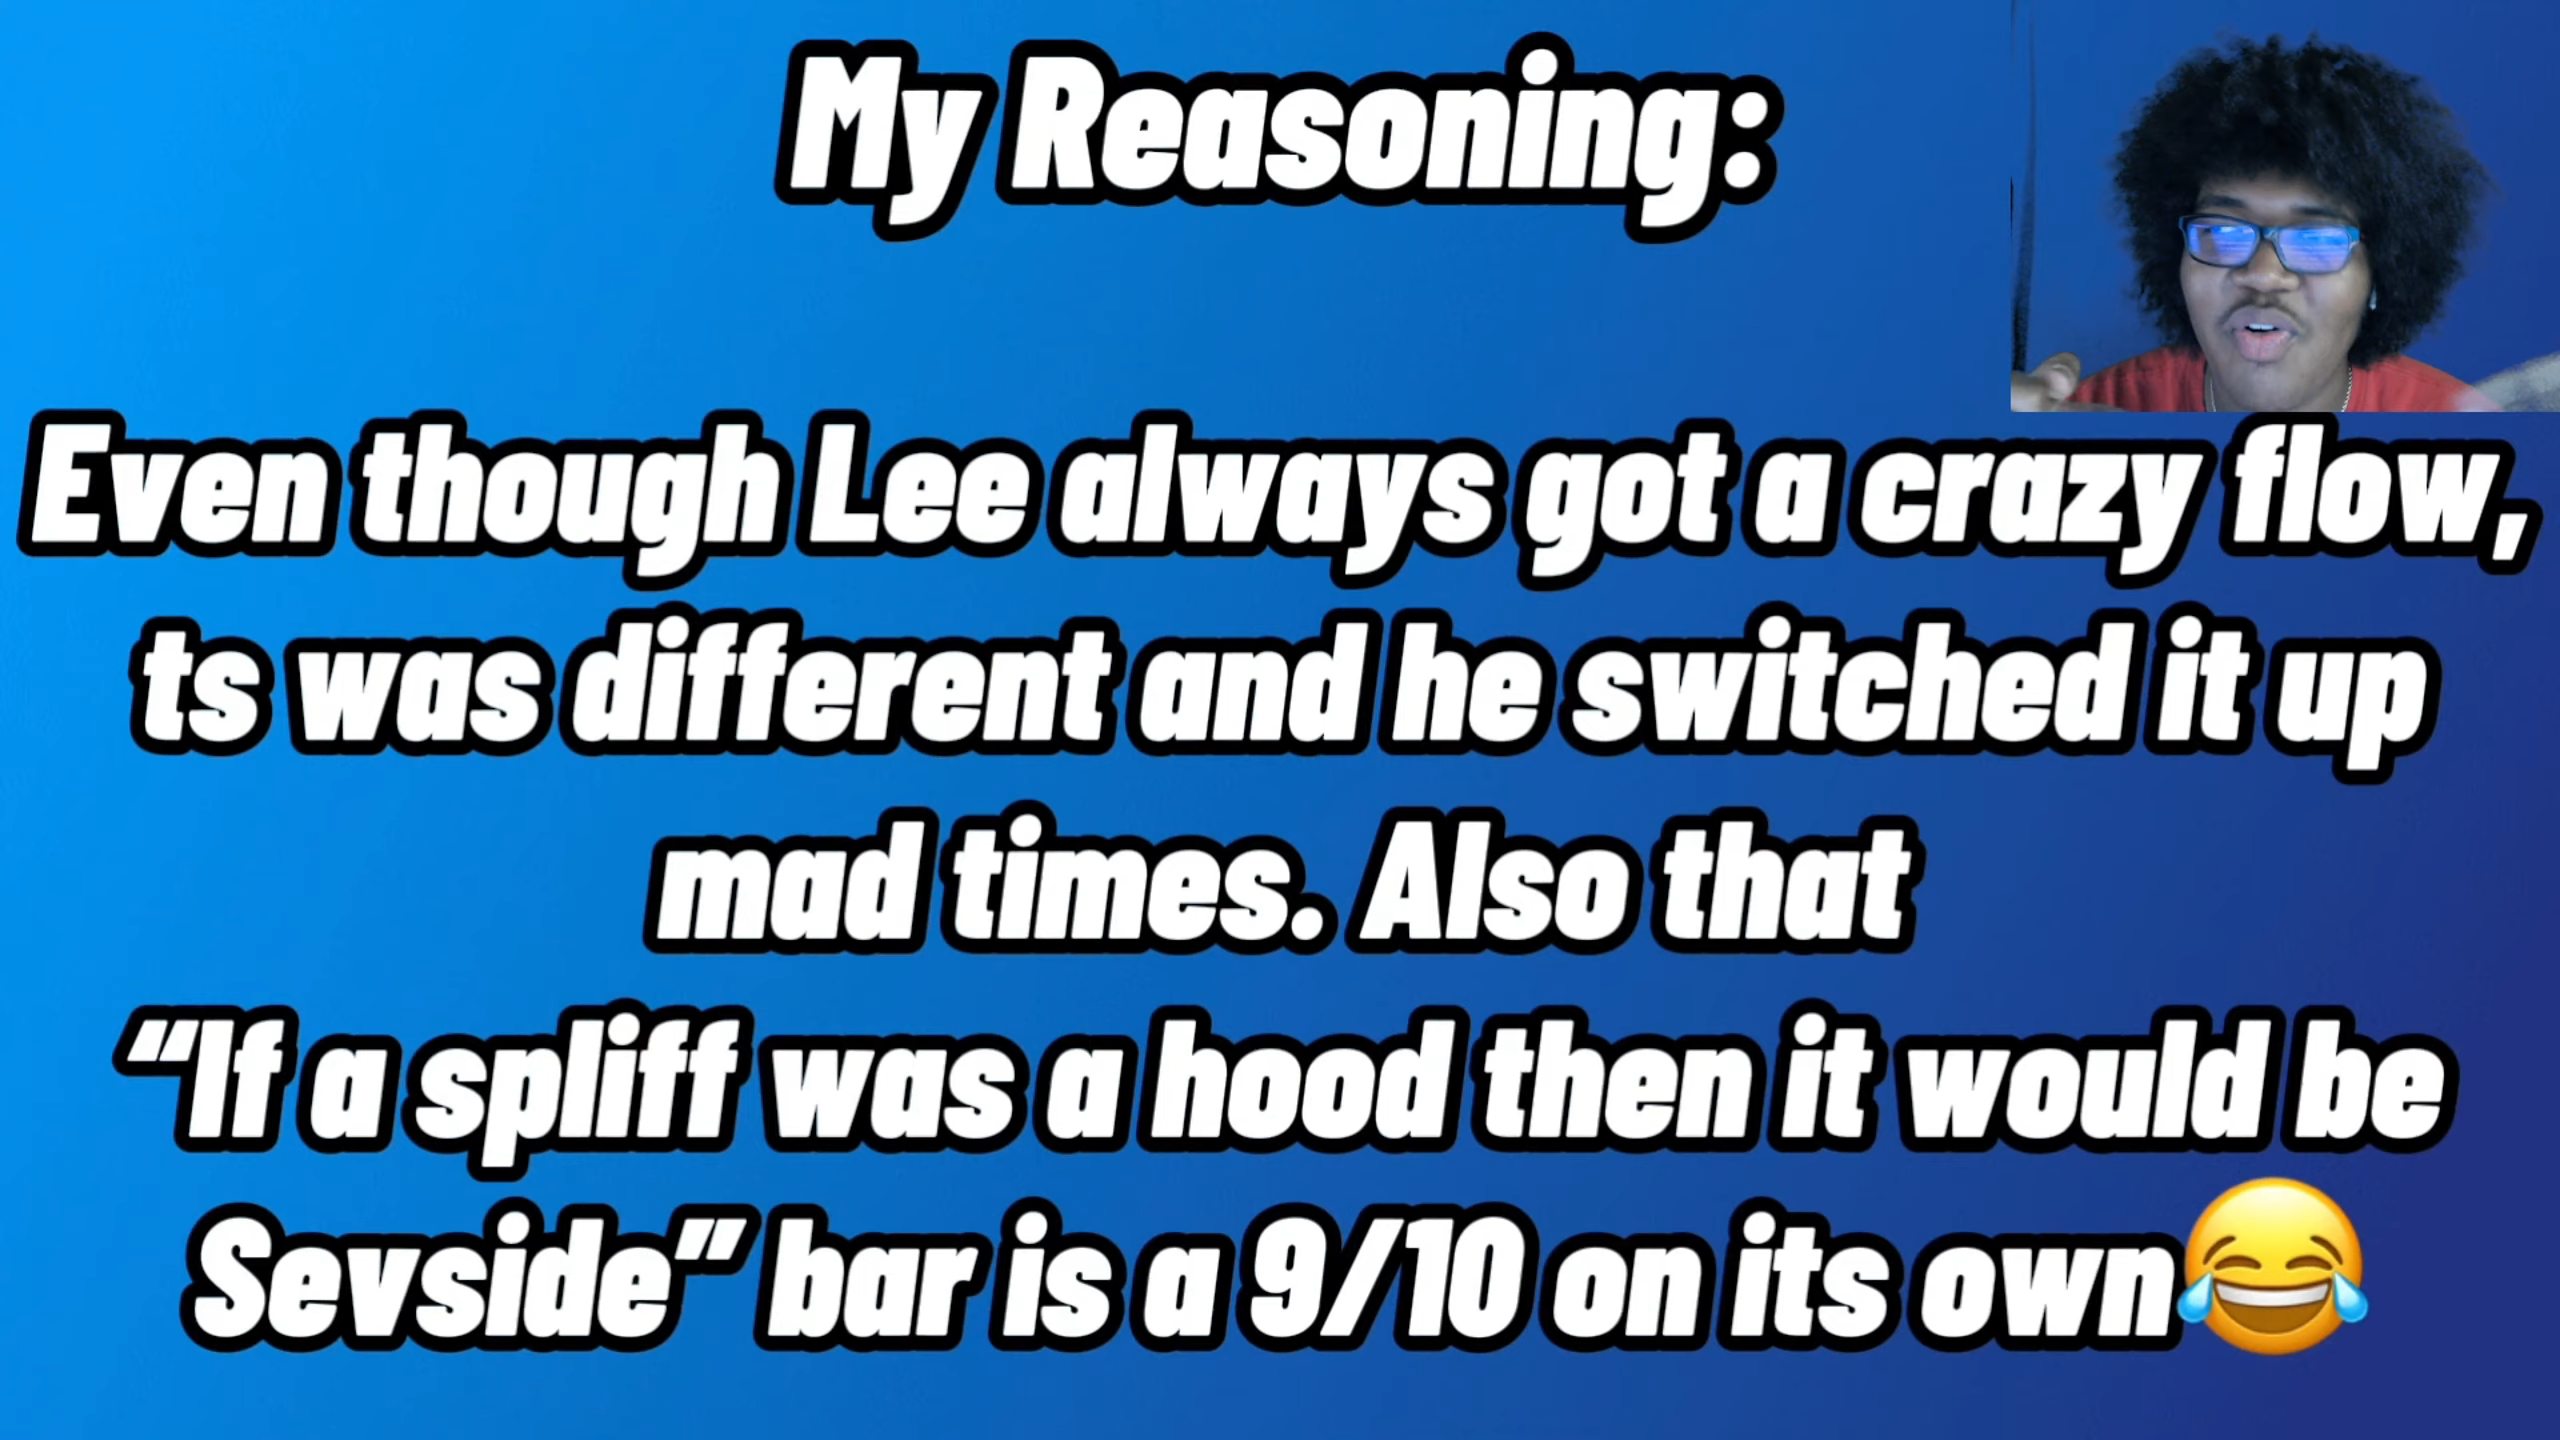 My Reasoning:
Even though Lee always got a crazy flow,
ts was different and he switched it up
mad times. Also that
“If a spliff was a hood then it would be
Sevside” bar is a 9/10 on its own😂